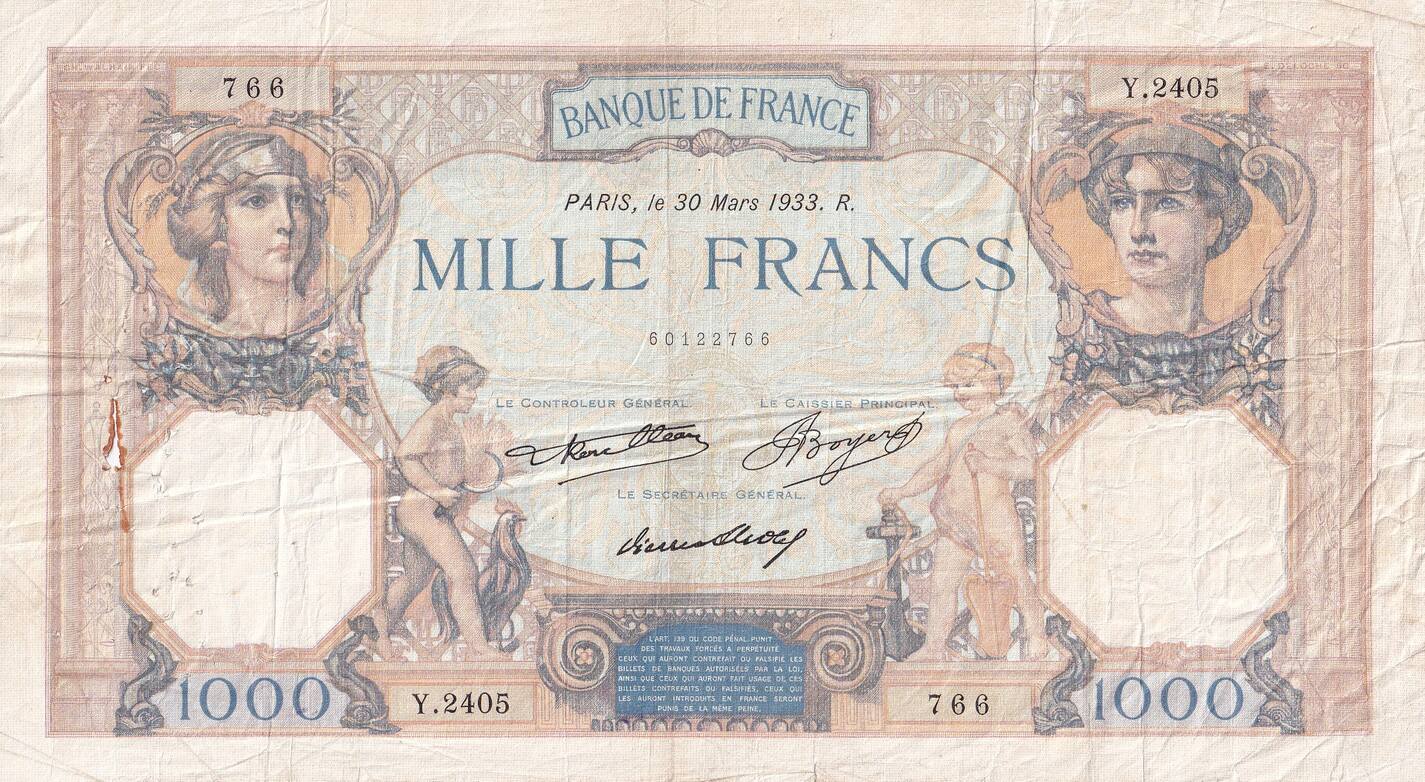 766
Y.2405
BANQUE DE FRANCE
PARIS, le 30 Mars 1933. R.
MILLE FRANCS
60122766
LE CONTROLEUR GÉNÉRAL.
LE CAISSIER PRINCIPAL.
Boyer
LE SECRÉTAIRE GÉNÉRAL.
L'ART. 139 DU CODE PÉNAL PUNIT
DES TRAVAUX FORCÉS A PERPÉTUITÉ
CEUX QUI AURONT CONTREFAIT OU FALSIFIÉ LES
BILLETS DE BANQUES AUTORISÉES PAR LA LOI,
AINSI QUE CEUX QUI AURONT FAIT USAGE DE CES
BILLETS CONTREFAITS OU FALSIFIÉS, CEUX QUI
LES AURONT INTRODUITS EN FRANCE SERONT
PUNIS DE LA MÊME PEINE.
1000
Y.2405
766
1000